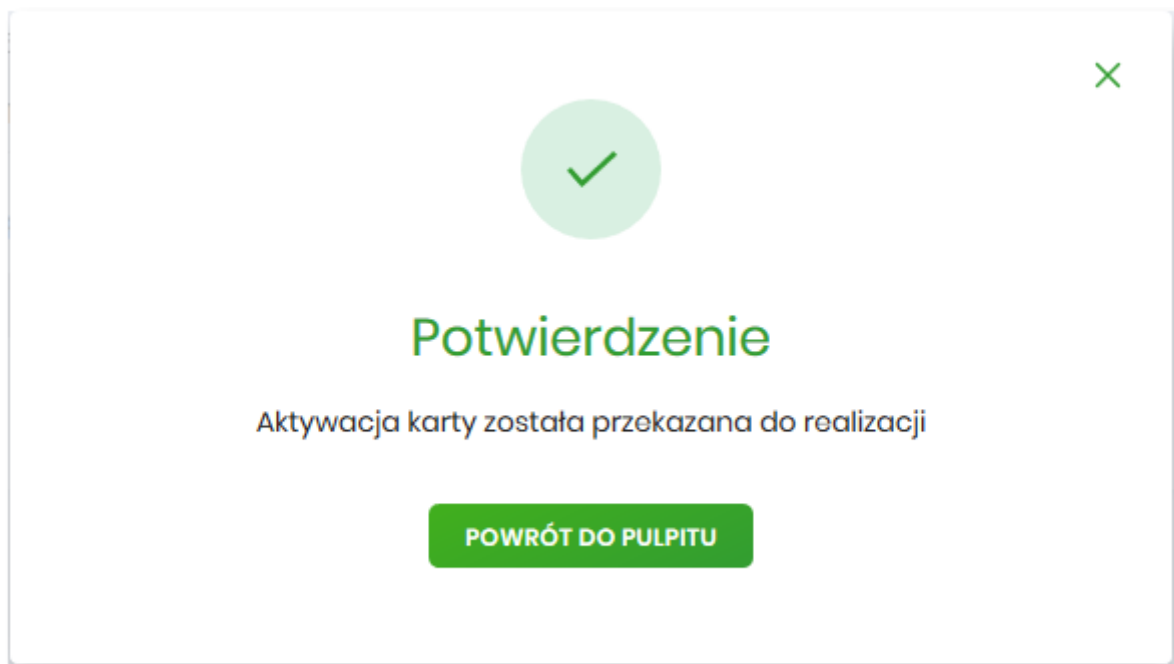 Potwierdzenie
Aktywacja karty została przekazana do realizacji
POWRÓT DO PULPITU